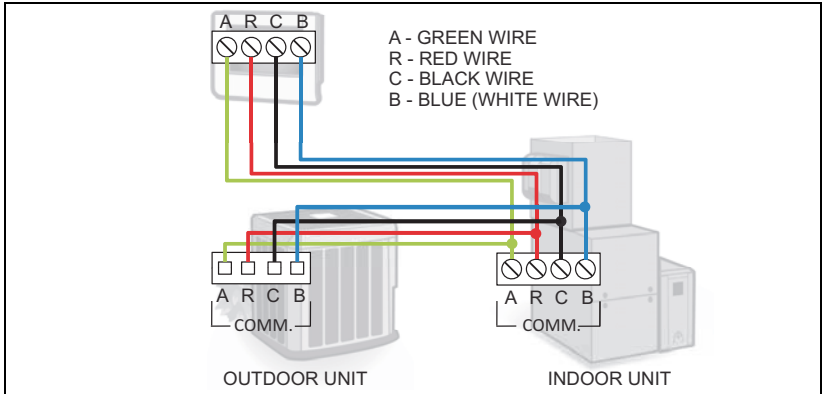 A R C B
A - GREEN WIRE
R - RED WIRE
C - BLACK WIRE
B - BLUE (WHITE WIRE)
A R C B
COMM.
A R C B
COMM.
OUTDOOR UNIT
INDOOR UNIT